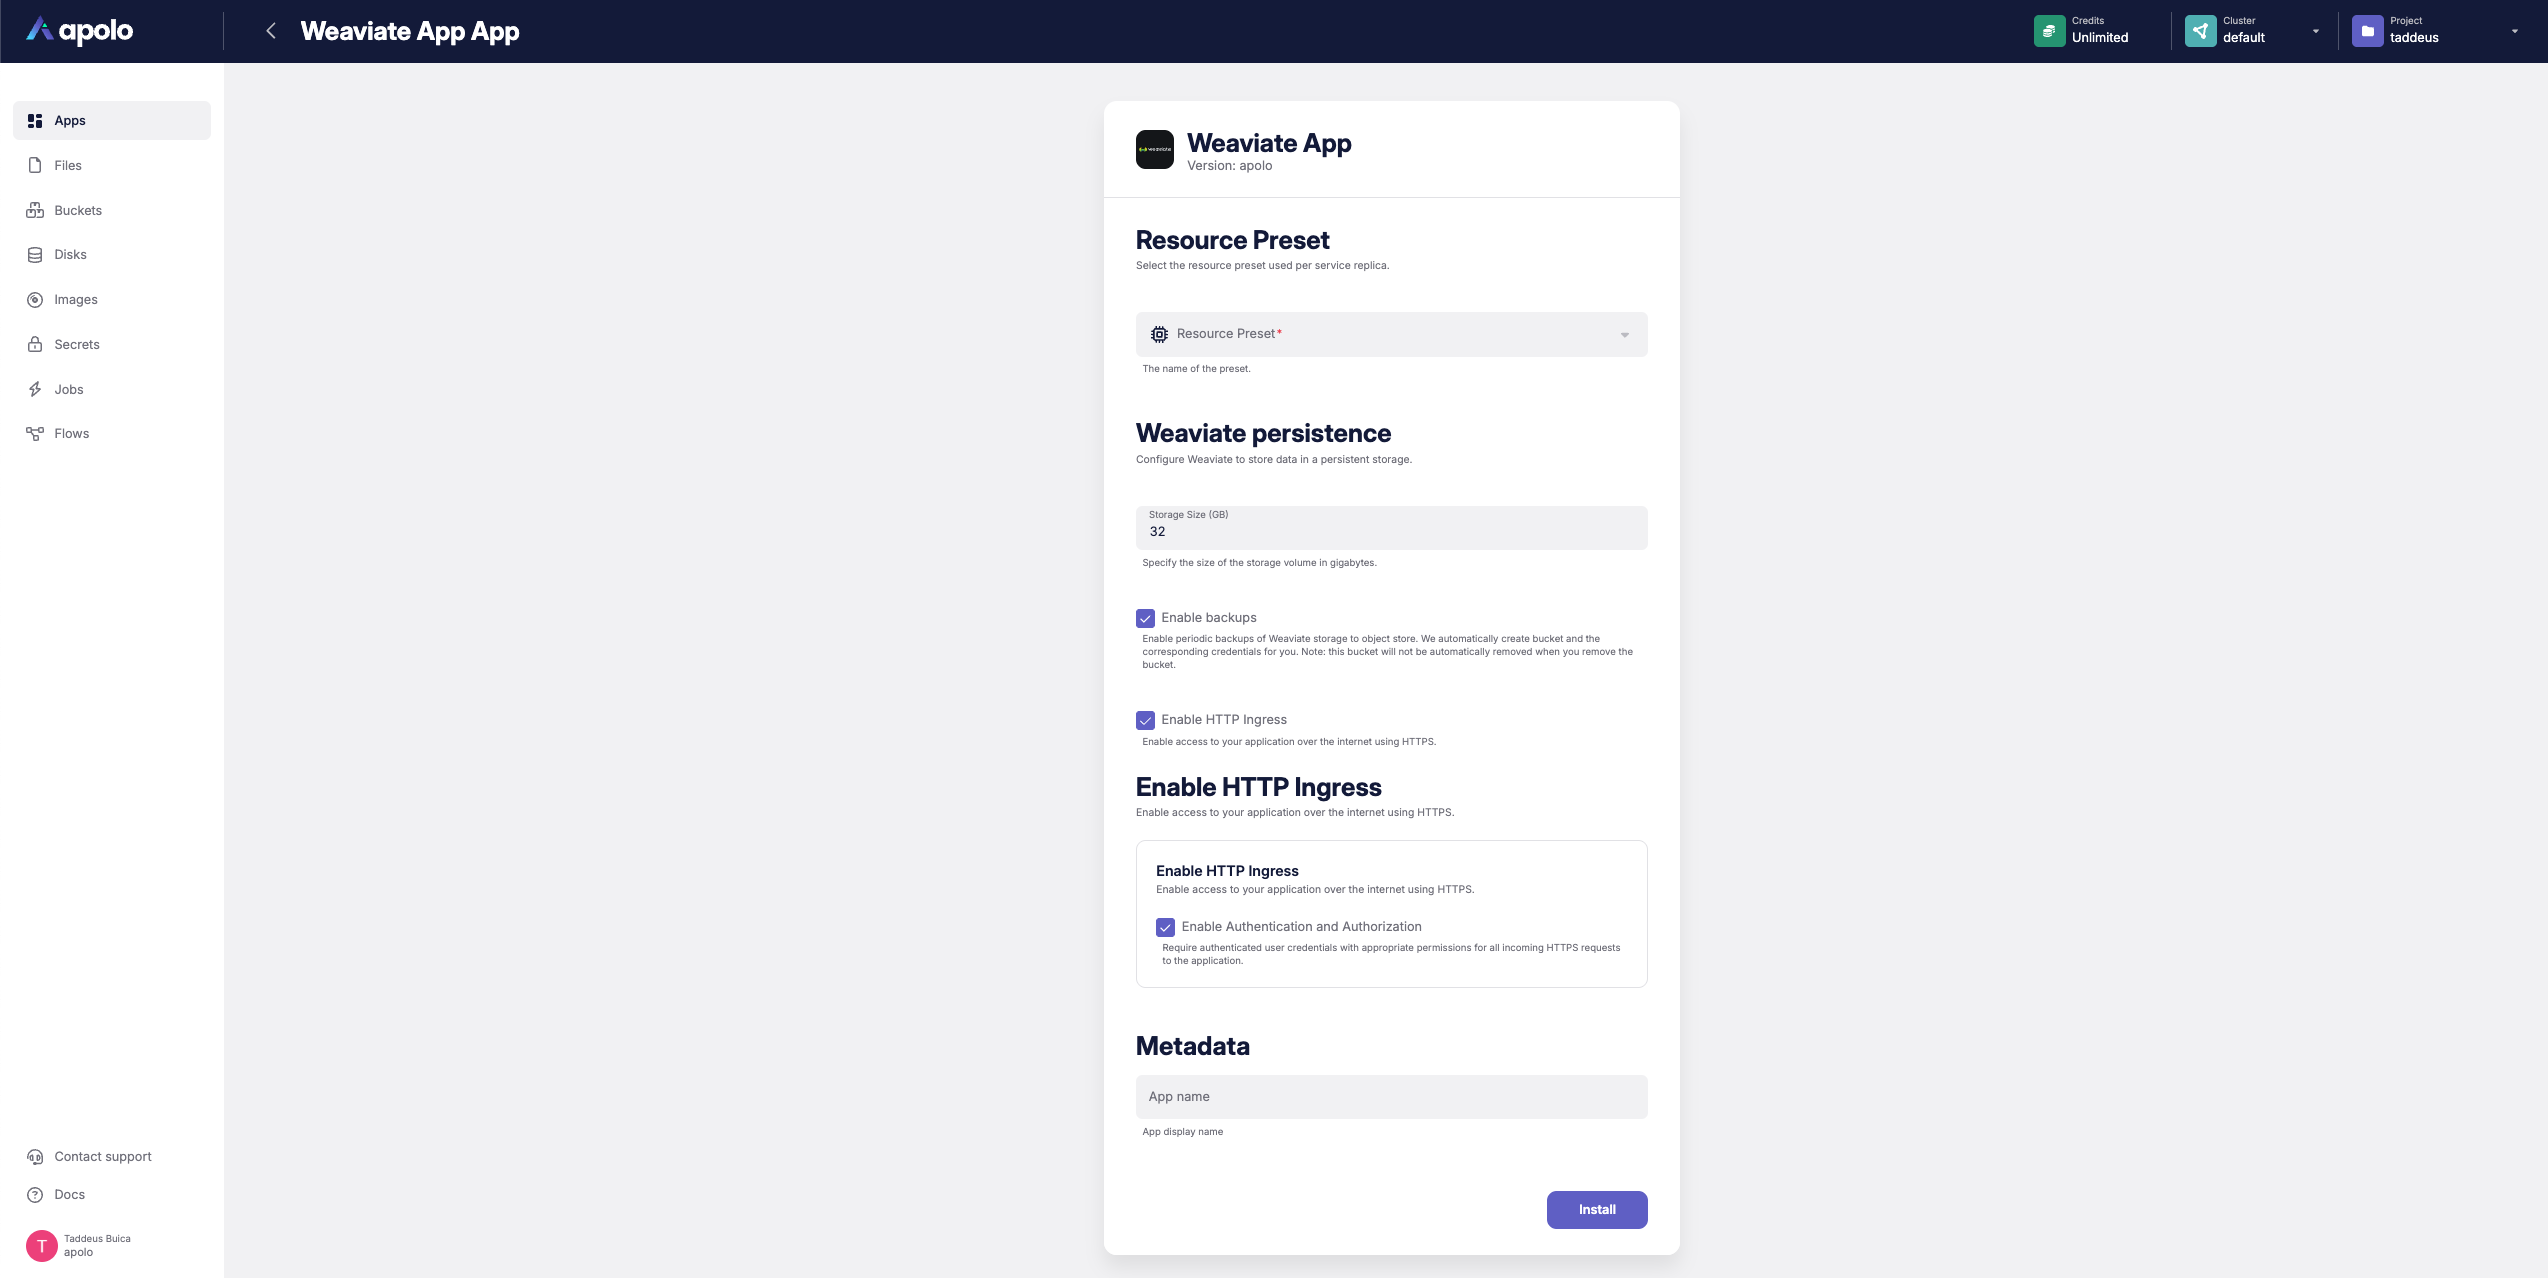 apolo
Weaviate App App
Credits
Unlimited
Cluster
default
Project
taddeus
Apps
Files
Buckets
Disks
Images
Secrets
Jobs
Flows
Contact support
Docs
T
Taddeus Buica
apolo
weaviate
Weaviate App
Version: apolo
Resource Preset
Select the resource preset used per service replica.
Resource Preset*
The name of the preset.
Weaviate persistence
Configure Weaviate to store data in a persistent storage.
Storage Size (GB)
32
Specify the size of the storage volume in gigabytes.
Enable backups
Enable periodic backups of Weaviate storage to object store. We automatically create bucket and the
corresponding credentials for you. Note: this bucket will not be automatically removed when you remove the
bucket.
Enable HTTP Ingress
Enable access to your application over the internet using HTTPS.
Enable HTTP Ingress
Enable access to your application over the internet using HTTPS.
Enable HTTP Ingress
Enable access to your application over the internet using HTTPS.
Enable Authentication and Authorization
Require authenticated user credentials with appropriate permissions for all incoming HTTPS requests
to the application.
Metadata
App name
App display name
Install